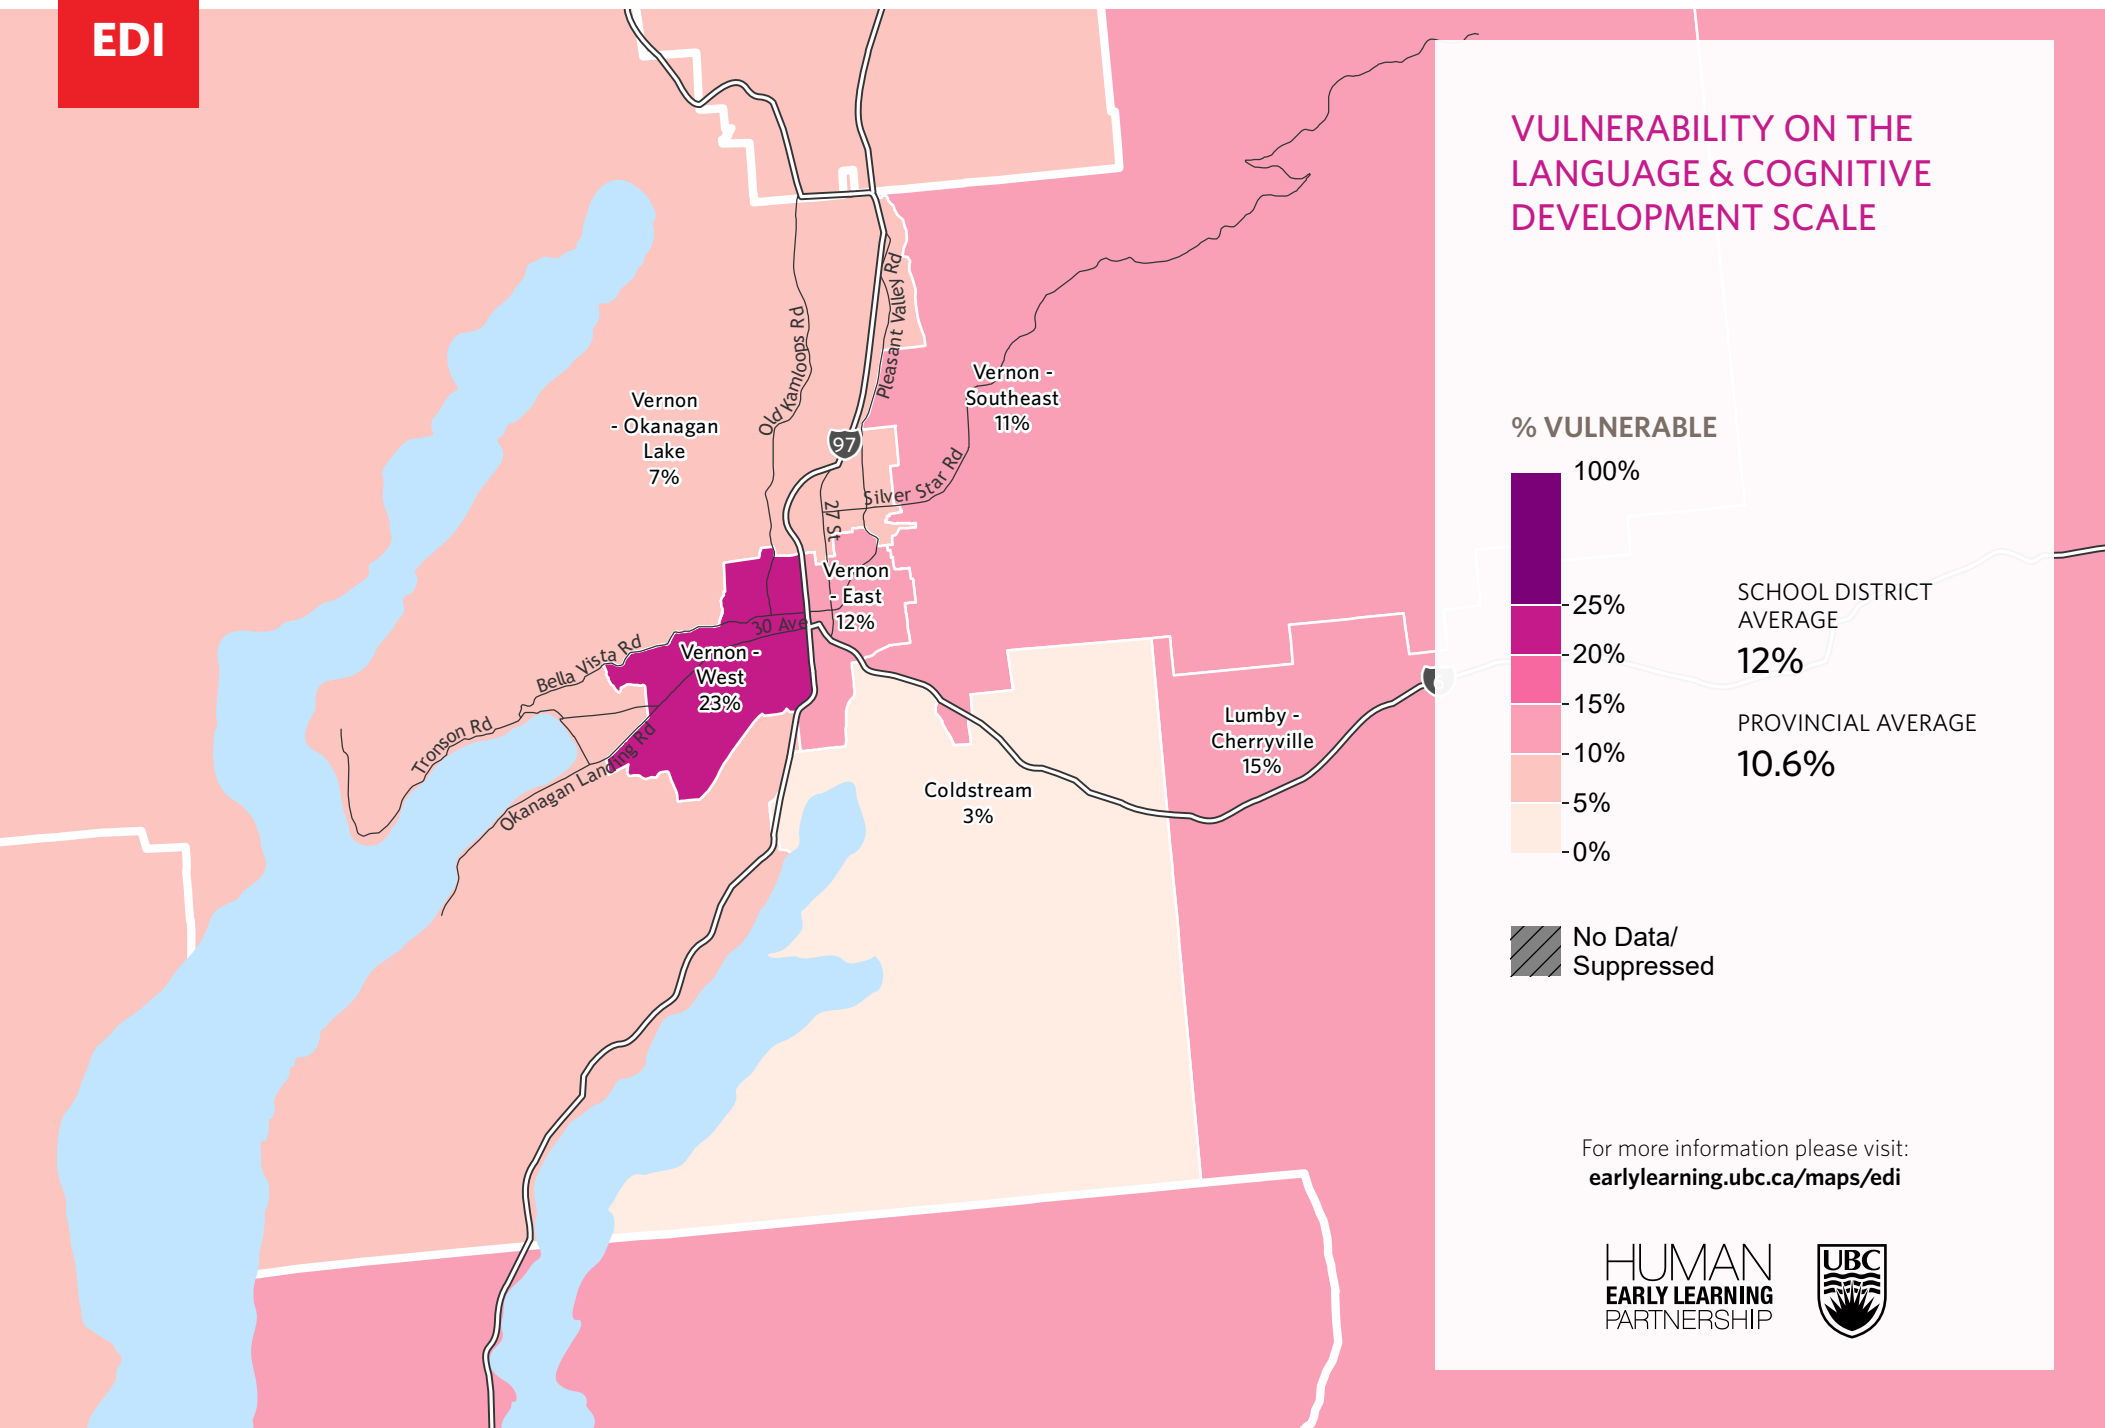 EDI
VULNERABILITY ON THE
LANGUAGE & COGNITIVE
DEVELOPMENT SCALE
% VULNERABLE
100%
25%
20%
15%
10%
5%
0%
SCHOOL DISTRICT
AVERAGE
12%
PROVINCIAL AVERAGE
10.6%
No Data/
Suppressed
For more information please visit:
earlylearning.ubc.ca/maps/edi
HUMAN
EARLY LEARNING
PARTNERSHIP
UBC
Vernon
- Okanagan
Lake
7%
Old Kamloops Rd
Pleasant Valley Rd
97
Vernon -
Southeast
11%
Silver Star Rd
27 St
Vernon
- East
12%
30 Ave
Vernon -
West
23%
Bella Vista Rd
Tronson Rd
Okanagan Landing Rd
Coldstream
3%
Lumby -
Cherryville
15%
6